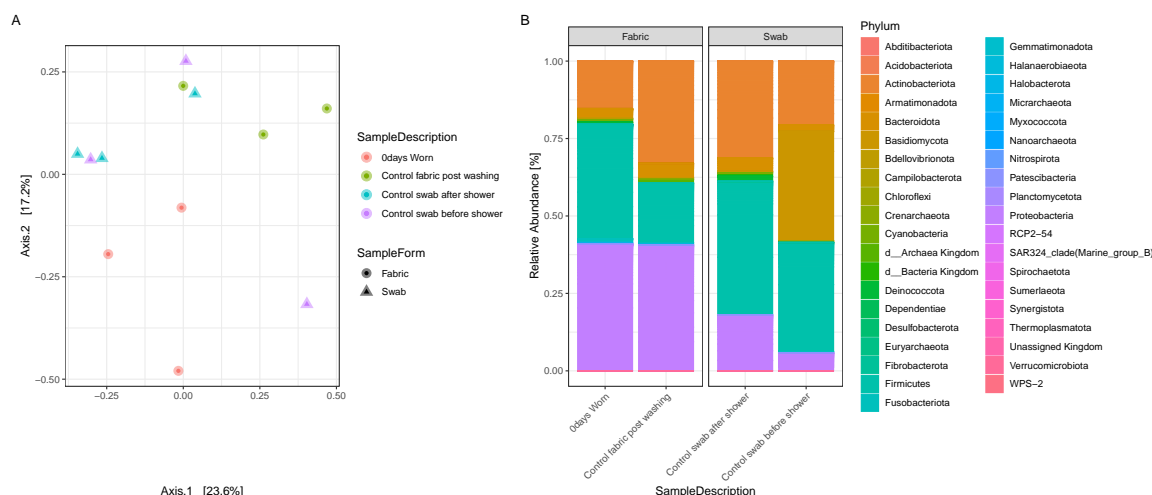 A
0.25
0.00
−0.25
−0.50
−0.25
0.00
0.25
0.50
Axis.2 [17.2%]
Axis.1 [23.6%]
SampleDescription
0days Worn
Control fabric post washing
Control swab after shower
Control swab before shower
SampleForm
Fabric
Swab
B
Fabric
Swab
1.00
0.75
0.50
0.25
0.00
Relative Abundance [%]
0days Worn
Control fabric post washing
Control swab after shower
Control swab before shower
SampleDescription
Phylum
Abditibacteriota
Acidobacteriota
Actinobacteriota
Armatimonadota
Bacteroidota
Basidiomycota
Bdellovibrionota
Campilobacterota
Chloroflexi
Crenarchaeota
Cyanobacteria
d__Archaea Kingdom
d__Bacteria Kingdom
Deinococcota
Dependentiae
Desulfobacterota
Euryarchaeota
Fibrobacterota
Firmicutes
Fusobacteriota
Gemmatimonadota
Halanaerobiaeota
Halobacterota
Micrarchaeota
Myxococcota
Nanoarchaeota
Nitrospirota
Patescibacteria
Planctomycetota
Proteobacteria
RCP2−54
SAR324_clade(Marine_group_B)
Spirochaetota
Sumerlaeota
Synergistota
Thermoplasmatota
Unassigned Kingdom
Verrucomicrobiota
WPS−2